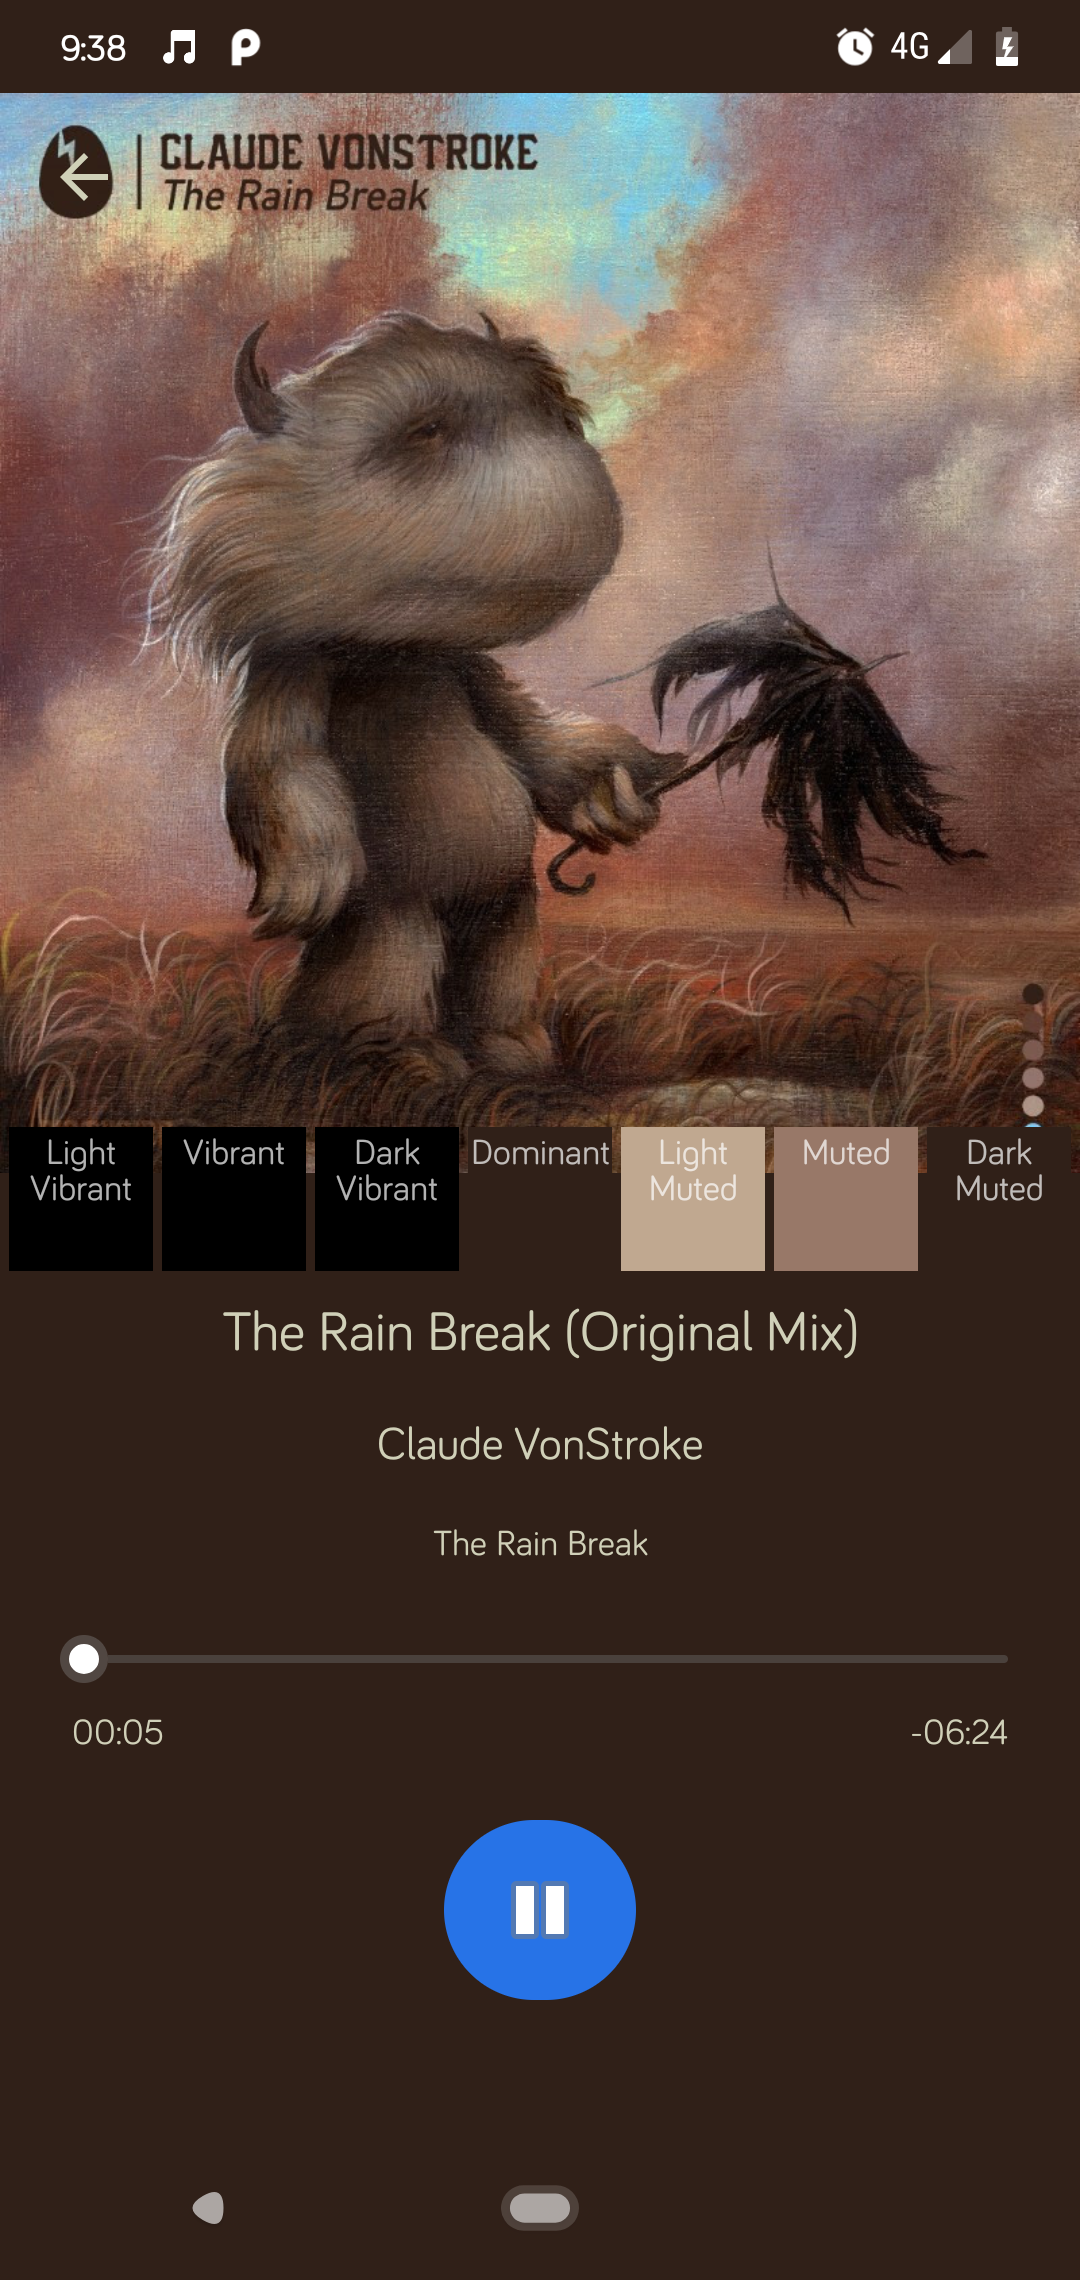 9:38
4G
CLAUDE VONSTROKE
The Rain Break
Light
Vibrant
Vibrant
Dark
Vibrant
Dominant
Light
Muted
Muted
Dark
Muted
The Rain Break (Original Mix)
Claude VonStroke
The Rain Break
00:05
-06:24